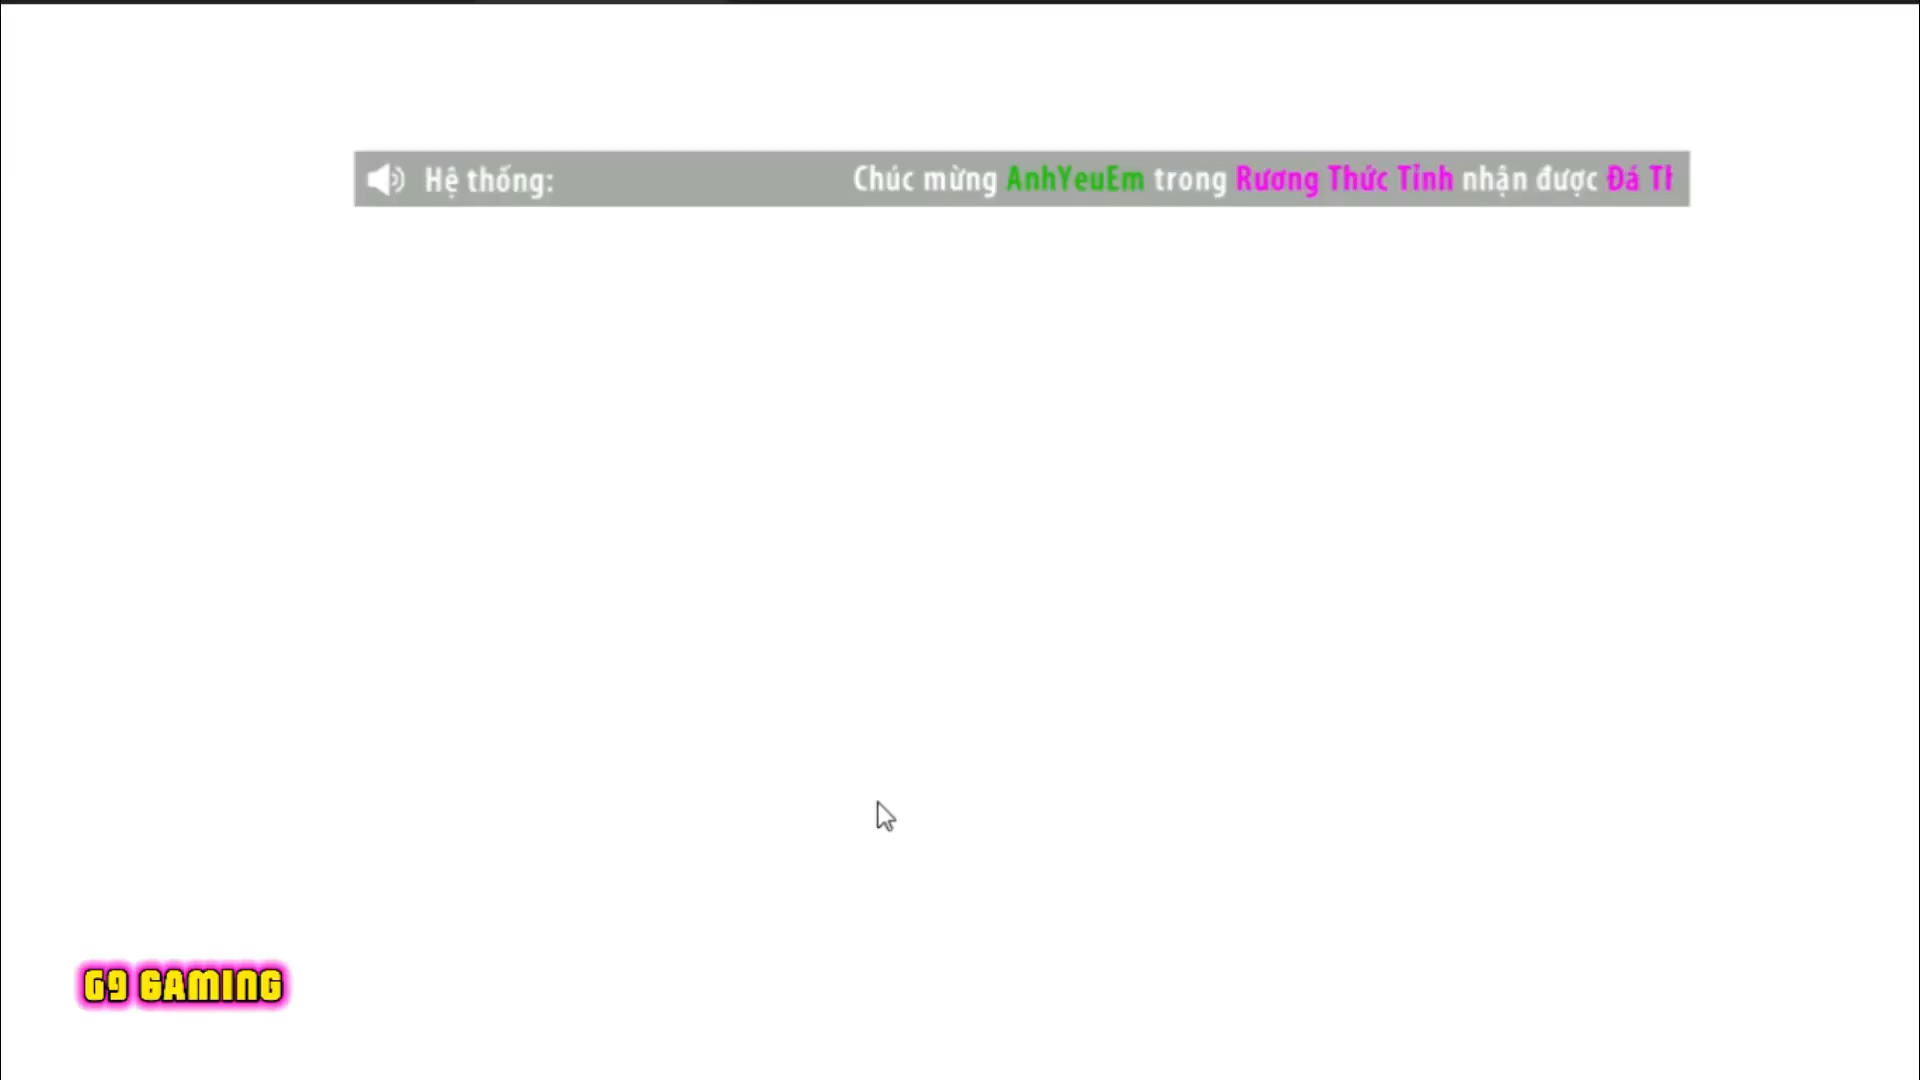 Hệ thống: Chúc mừng AnhYeuEm trong Rương Thức Tỉnh nhận được Đá
G9 GAMING